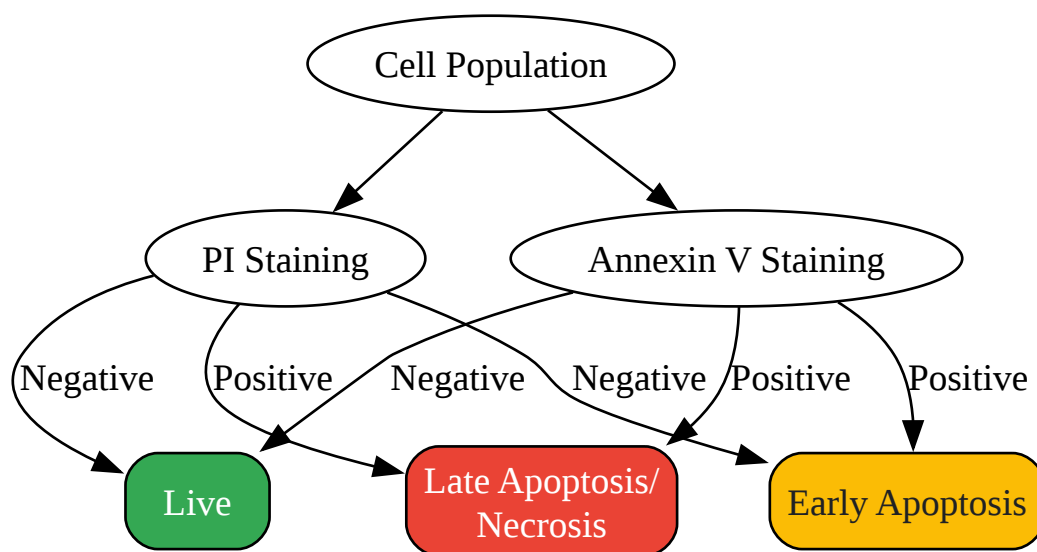 Cell Population
PI Staining
Annexin V Staining
Negative
Positive
Negative
Negative
Positive
Positive
Live
Late Apoptosis/
Necrosis
Early Apoptosis